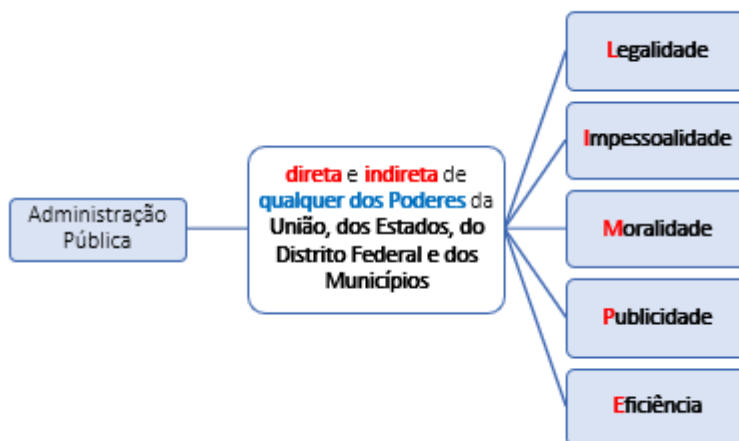 Administração
Pública
direta e indireta de
qualquer dos Poderes da
União, dos Estados, do
Distrito Federal e dos
Municípios
Legalidade
Impessoalidade
Moralidade
Publicidade
Eficiência